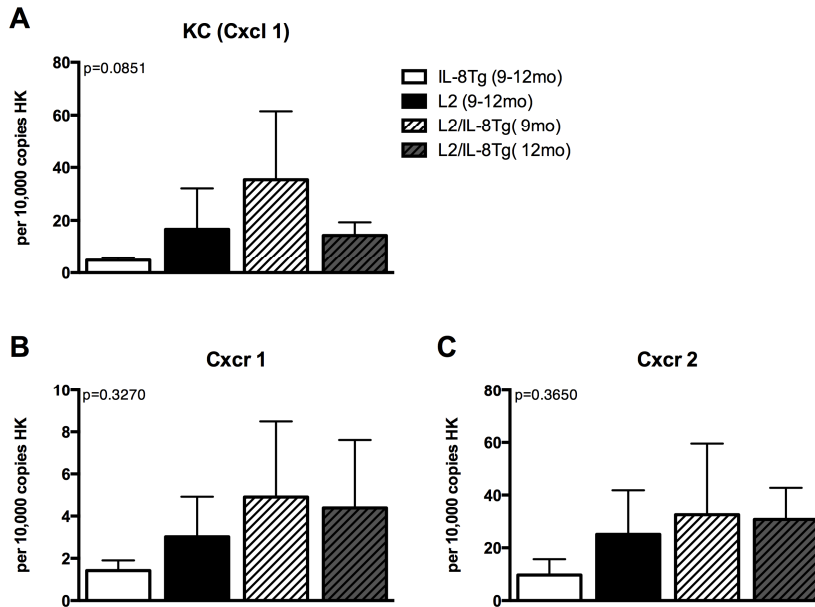 A
KC (Cxcl 1)
p=0.0851
80
60
40
20
0
per 10,000 copies HK
IL-8Tg (9-12mo)
L2 (9-12mo)
L2/IL-8Tg( 9mo)
L2/IL-8Tg( 12mo)
B
Cxcr 1
p=0.3270
10
8
6
4
2
0
per 10,000 copies HK
C
Cxcr 2
p=0.3650
80
60
40
20
0
per 10,000 copies HK